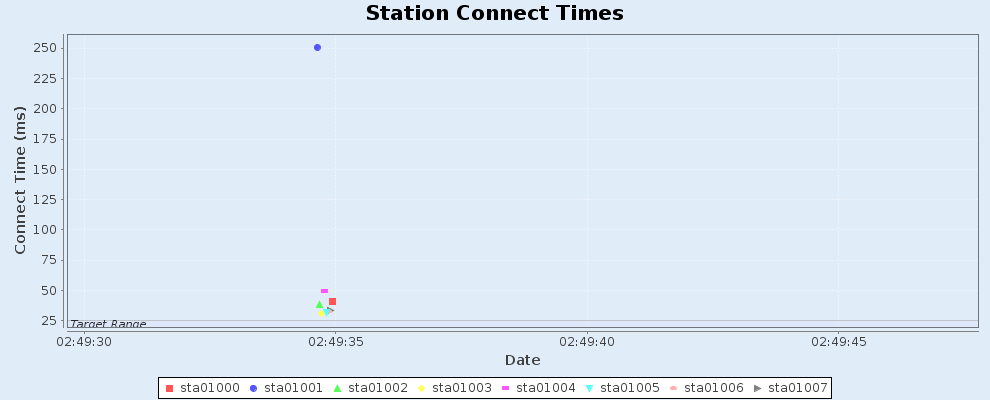 Station Connect Times
Connect Time (ms)
250
225
200
175
150
125
100
75
50
25
Target Range
02:49:30 02:49:35 02:49:40 02:49:45
Date
sta01000 sta01001 sta01002 sta01003 sta01004 sta01005 sta01006 sta01007